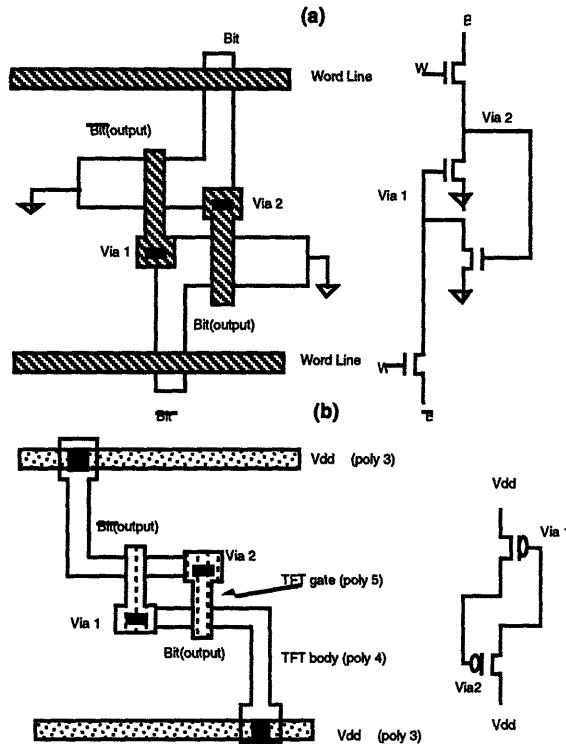 (a)
Bit
B
Word Line
W
Bit(output)
Via 2
Via 1
Via 2
Via 1
Bit(output)
Word Line
W
Bit
B
(b)
Vdd (poly 3)
Vdd
Bit(output)
Via 1
Via 2
TFT gate (poly 5)
Via 1
Bit(output)
TFT body (poly 4)
Via2
Vdd (poly 3)
Vdd